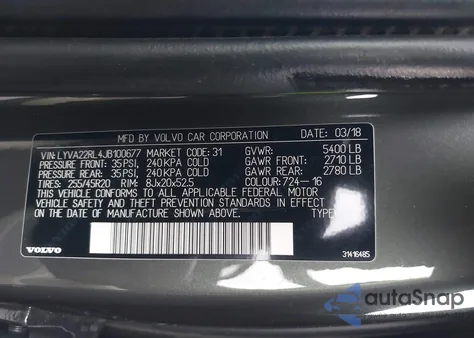 MFD BY VOLVO CAR CORPORATION DATE: 03/18
VIN: LYVA22RL4JB100677 MARKET CODE: 31 GVWR: 5400 LB
PRESSURE FRONT: 35 PSI, 240 KPA COLD GAWR FRONT: 2710 LB
PRESSURE REAR: 35 PSI, 240 KPA COLD GAWR REAR: 2780 LB
TIRES: 255/45R20 RIM: 8Jx20x52.5 COLOUR: 724-16
THIS VEHICLE CONFORMS TO ALL APPLICABLE FEDERAL MOTOR
VEHICLE SAFETY AND THEFT PREVENTION STANDARDS IN
EFFECT ON THE DATE OF MANUFACTURE SHOWN ABOVE. TYPE:
VOLVO 31416485
autoSnap